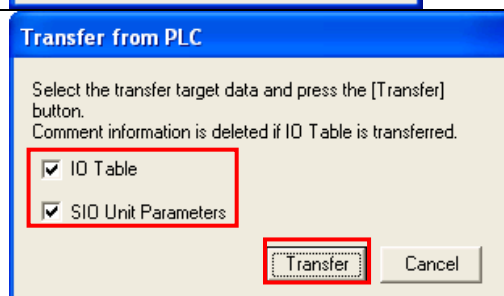 Transfer from PLC
Select the transfer target data and press the [Transfer]
button.
Comment information is deleted if IO Table is transferred.
IO Table
SIO Unit Parameters
Transfer
Cancel